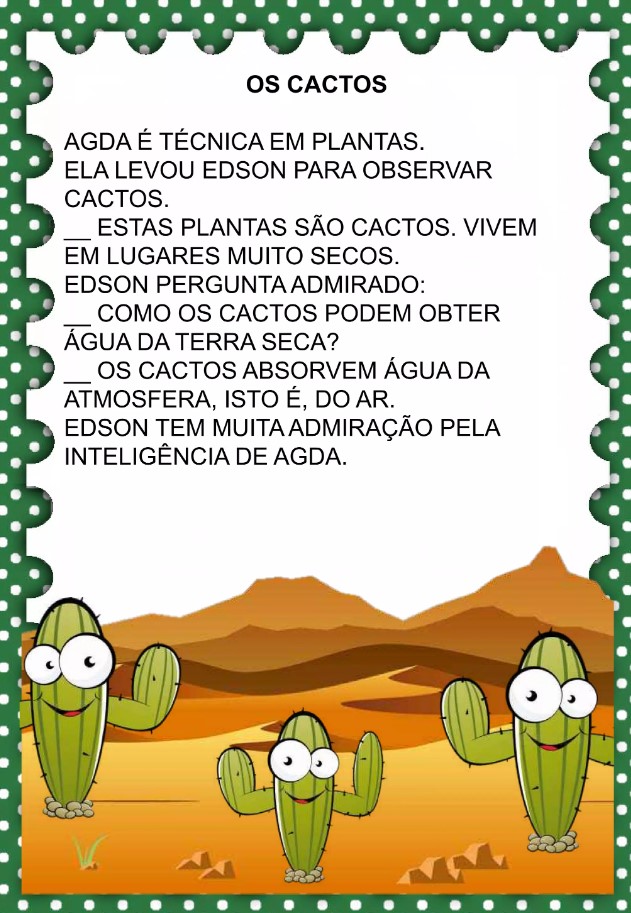 OS CACTOS
AGDA É TÉCNICA EM PLANTAS.
ELA LEVOU EDSON PARA OBSERVAR
CACTOS.
__ ESTAS PLANTAS SÃO CACTOS. VIVEM
EM LUGARES MUITO SECOS.
EDSON PERGUNTA ADMIRADO:
__ COMO OS CACTOS PODEM OBTER
ÁGUA DA TERRA SECA?
__ OS CACTOS ABSORVEM ÁGUA DA
ATMOSFERA, ISTO É, DO AR.
EDSON TEM MUITA ADMIRAÇÃO PELA
INTELIGÊNCIA DE AGDA.